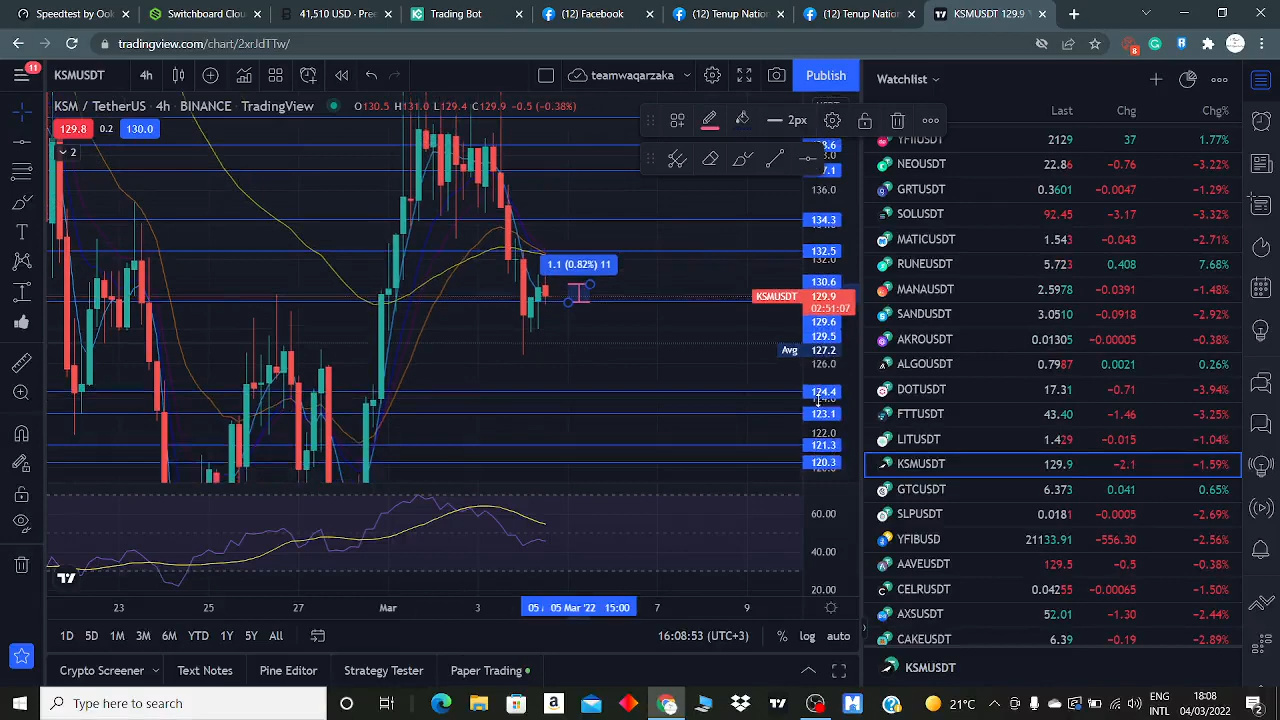 Speedtest by Ookla
Switchboard Clou
41,510 USD - Prec
Trading Bot
(12) Facebook
(12) Tenup Nation
(12) Tenup Nation
KSMUSDT 129.9
tradingview.com/chart/2xrJdTTw/
8
11
KSMUSDT 4h
teamwaqarzaka
Publish
Watchlist
KSM / TetherUS 4h BINANCE TradingView O130.5 H131.0 L129.4 C129.9 −0.5 (−0.38%)
129.8 0.2 130.0
2
2px
Last Chg Chg%
YFIIUSDT 2129 37 1.77%
NEOUSDT 22.86 −0.76 −3.22%
GRTUSDT 0.3601 −0.0047 −1.29%
SOLUSDT 92.45 −3.17 −3.32%
MATICUSDT 1.543 −0.043 −2.71%
RUNEUSDT 5.723 0.408 7.68%
MANAUSDT 2.5978 −0.0391 −1.48%
SANDUSDT 3.0510 −0.0918 −2.92%
AKROUSDT 0.01305 −0.00005 −0.38%
ALGOUSDT 0.7987 0.0021 0.26%
DOTUSDT 17.31 −0.71 −3.94%
FTTUSDT 43.40 −1.46 −3.25%
LITUSDT 1.429 −0.015 −1.04%
KSMUSDT 129.9 −2.1 −1.59%
GTCUSDT 6.373 0.041 0.65%
SLPUSDT 0.0181 −0.0005 −2.69%
YFIBUSD 21133.91 −556.30 −2.56%
AAVEUSDT 129.5 −0.5 −0.38%
CELRUSDT 0.04255 −0.00065 −1.50%
AXSUSDT 52.01 −1.30 −2.44%
CAKEUSDT 6.39 −0.19 −2.89%
KSMUSDT
136.0
134.3
132.5
132.0
1.1 (0.82%) 11
130.6
KSMUSDT 129.9
02:51:07
129.6
129.5
Avg 127.2
126.0
124.4
123.1
122.0
121.3
120.3
60.00
40.00
20.00
23 25 27 Mar 3 05 Mar '22 15:00 7 9
1D 5D 1M 3M 6M YTD 1Y 5Y All
16:08:53 (UTC+3) % log auto
Crypto Screener Text Notes Pine Editor Strategy Tester Paper Trading
Type here to search
21°C
ENG
INTL
18:08
04/03/2022